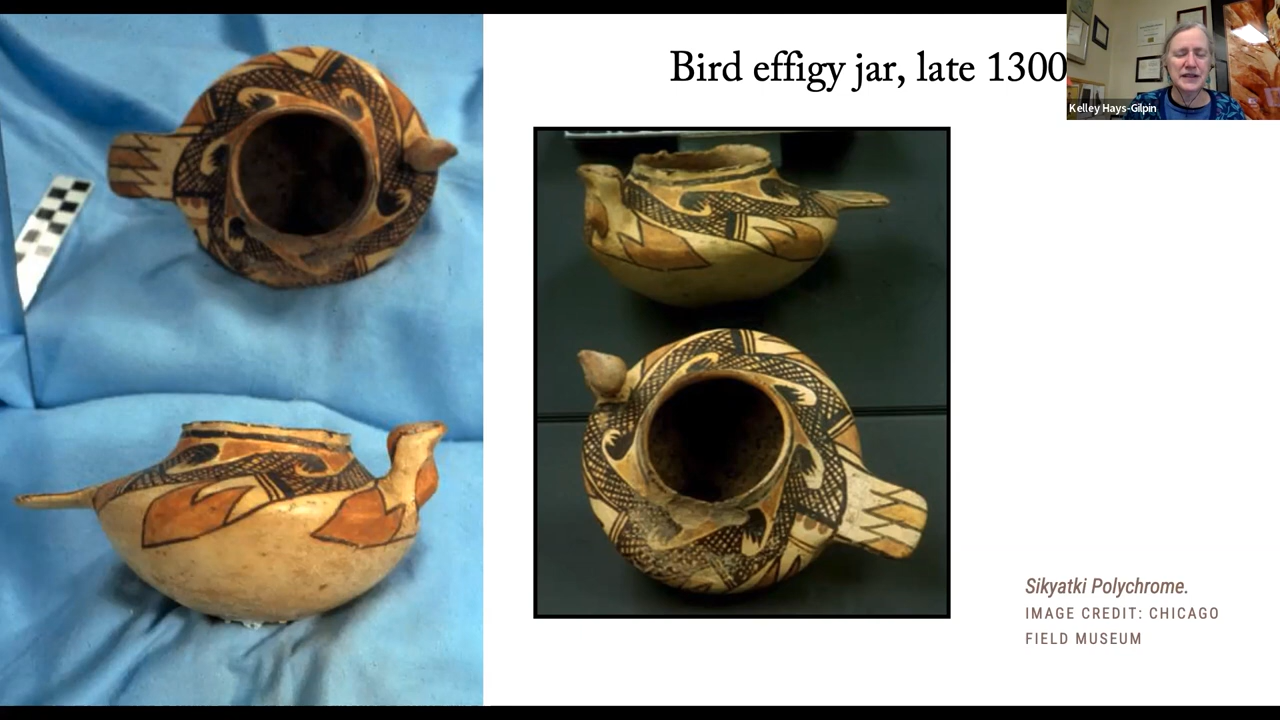 Bird effigy jar, late 1300
Kelley Hays-Gilpin
Sikyatki Polychrome.
IMAGE CREDIT: CHICAGO
FIELD MUSEUM